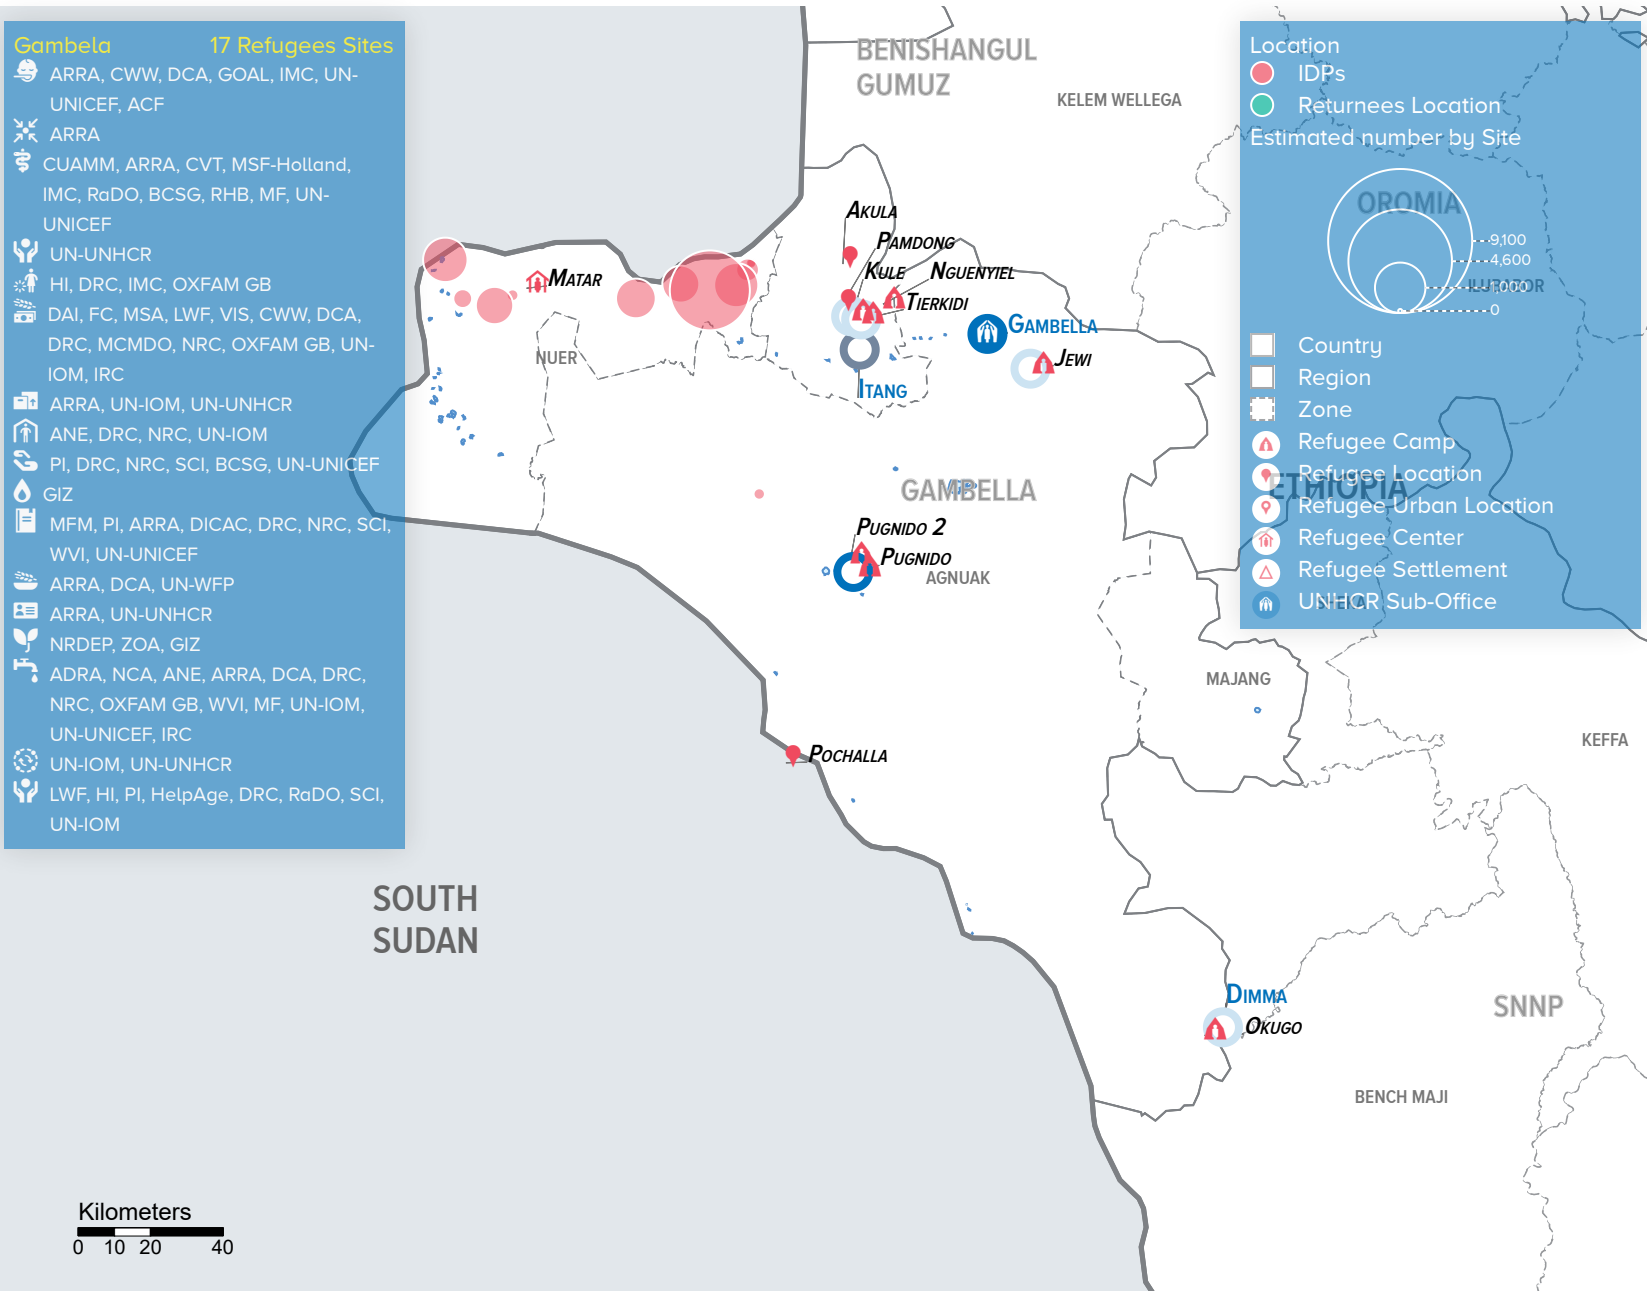 Gambela 17 Refugees Sites
ARRA, CWW, DCA, GOAL, IMC, UN-
UNICEF, ACF
ARRA
CUAMM, ARRA, CVT, MSF-Holland,
IMC, RaDO, BCSG, RHB, MF, UN-
UNICEF
UN-UNHCR
HI, DRC, IMC, OXFAM GB
DAI, FC, MSA, LWF, VIS, CWW, DCA,
DRC, MCMDO, NRC, OXFAM GB, UN-
IOM, IRC
ARRA, UN-IOM, UN-UNHCR
ANE, DRC, NRC, UN-IOM
PI, DRC, NRC, SCI, BCSG, UN-UNICEF
GIZ
MFM, PI, ARRA, DICAC, DRC, NRC, SCI,
WVI, UN-UNICEF
ARRA, DCA, UN-WFP
ARRA, UN-UNHCR
NRDEP, ZOA, GIZ
ADRA, NCA, ANE, ARRA, DCA, DRC,
NRC, OXFAM GB, WVI, MF, UN-IOM,
UN-UNICEF, IRC
UN-IOM, UN-UNHCR
LWF, HI, PI, HelpAge, DRC, RaDO, SCI,
UN-IOM
BENISHANGUL
GUMUZ
KELEM WELLEGA
AKULA
PAMDONG
KULE
NGUENYIEL
TIERKIDI
MATAR
GAMBELLA
JEWI
NUER
ITANG
GAMBELLA
PUGNIDO 2
PUGNIDO
AGNUAK
MAJANG
KEFFA
POCHALLA
SOUTH
SUDAN
DIMMA
OKUGO
SNNP
BENCH MAJI
Location
IDPs
Returnees Location
Estimated number by Site
OROMIA
9,100
4,600
0
Country
Region
Zone
Refugee Camp
Refugee Location
ETHIOPIA
Refugee Urban Location
Refugee Center
Refugee Settlement
UNHCR Sub-Office
Kilometers
0 10 20 40